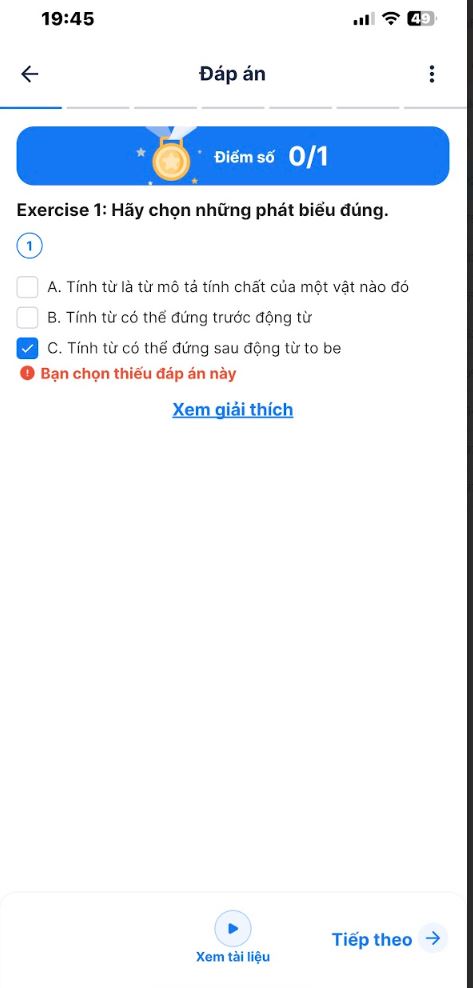 19:45
49
Đáp án
Điểm số 0/1
Exercise 1: Hãy chọn những phát biểu đúng.
1
A. Tính từ là từ mô tả tính chất của một vật nào đó
B. Tính từ có thể đứng trước động từ
C. Tính từ có thể đứng sau động từ to be
Bạn chọn thiếu đáp án này
Xem giải thích
Xem tài liệu
Tiếp theo